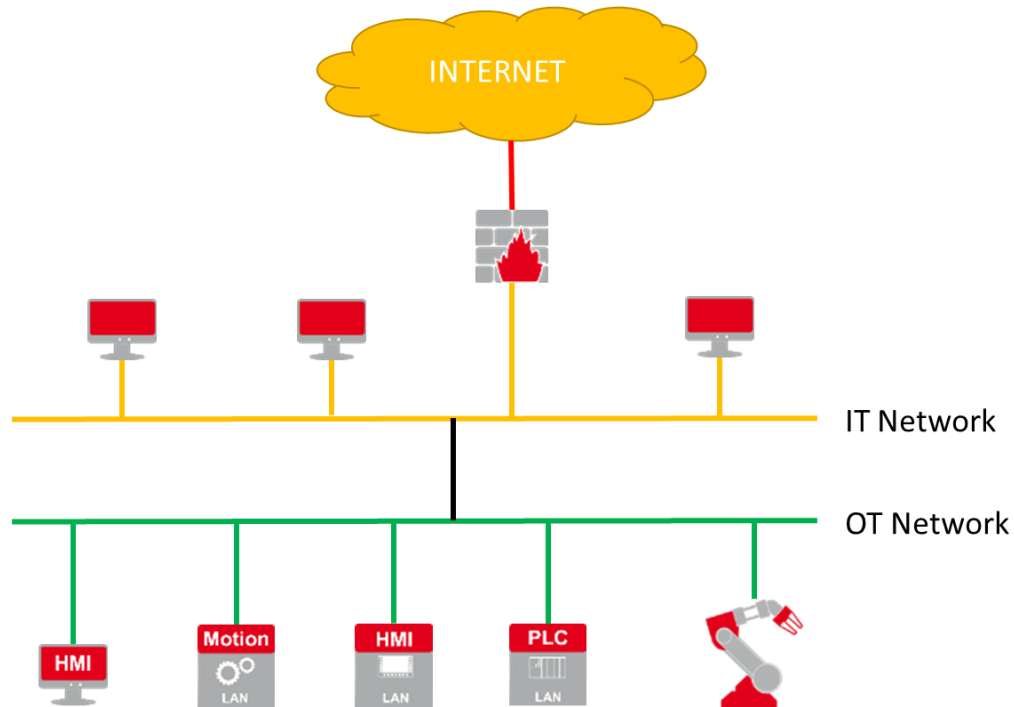 INTERNET
IT Network
OT Network
HMI
Motion
LAN
HMI
LAN
PLC
LAN